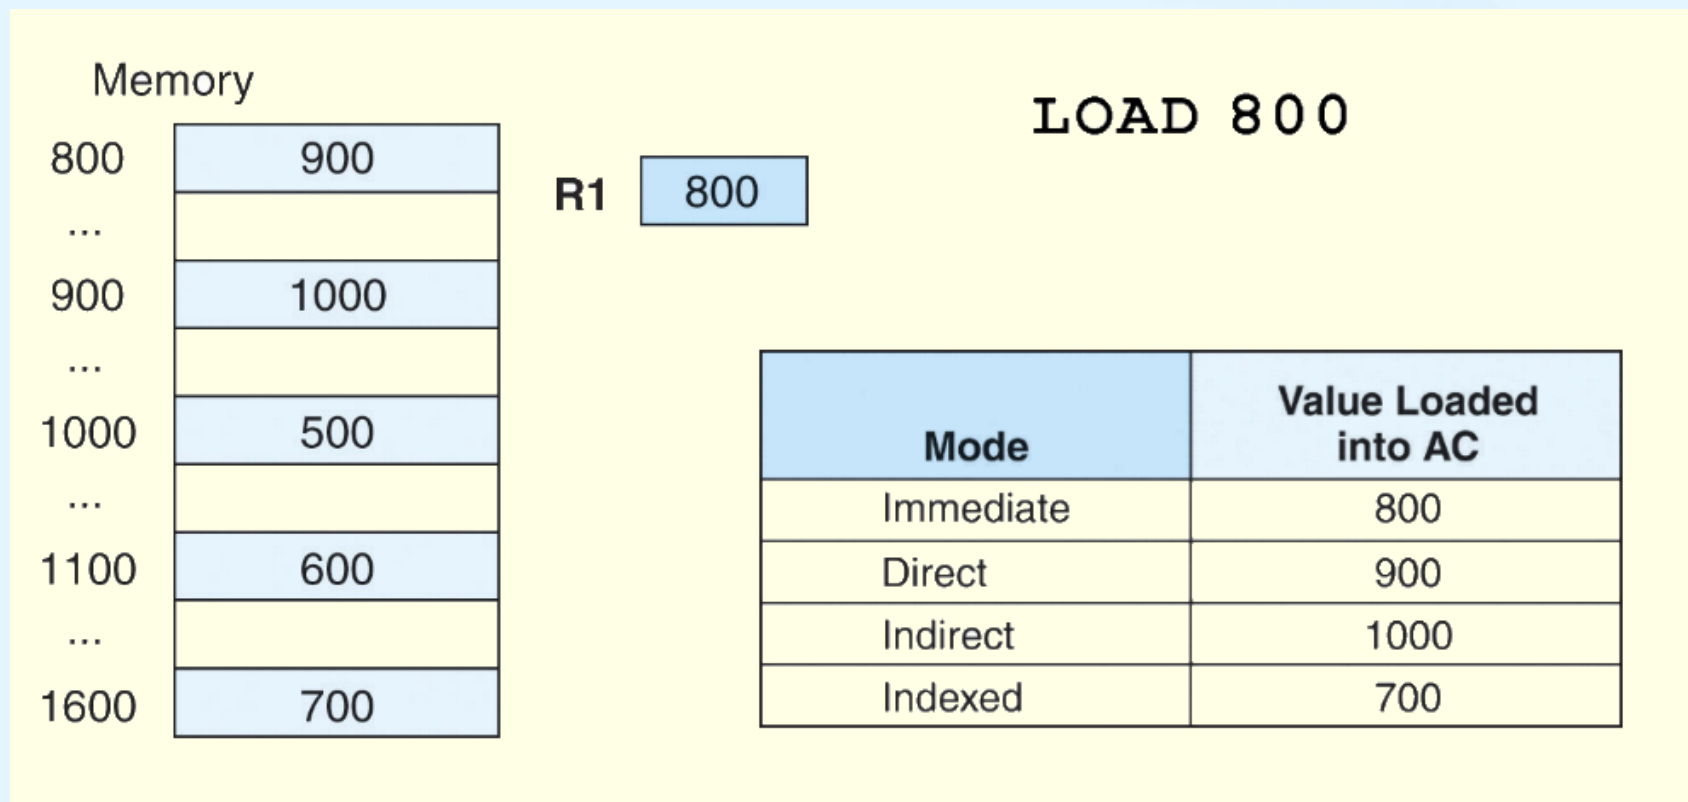 Memory
LOAD 800
800 900
R1 800
...
900 1000
...
1000 500
...
1100 600
...
1600 700
Mode Value Loaded into AC
Immediate 800
Direct 900
Indirect 1000
Indexed 700